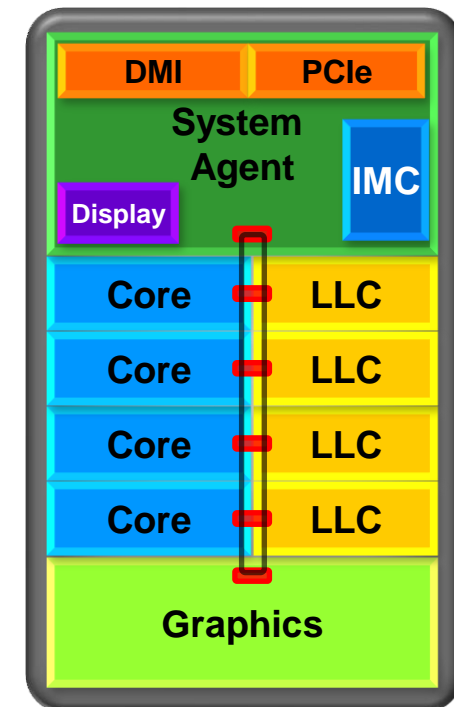 DMI PCIe
System
Agent
IMC
Display
Core LLC
Core LLC
Core LLC
Core LLC
Graphics